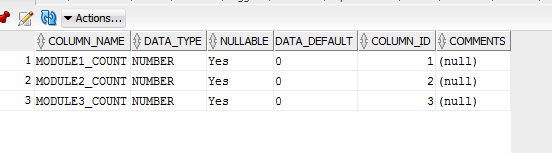 Actions...
COLUMN_NAME DATA_TYPE NULLABLE DATA_DEFAULT COLUMN_ID COMMENTS
1 MODULE1_COUNT NUMBER Yes 0 1 (null)
2 MODULE2_COUNT NUMBER Yes 0 2 (null)
3 MODULE3_COUNT NUMBER Yes 0 3 (null)